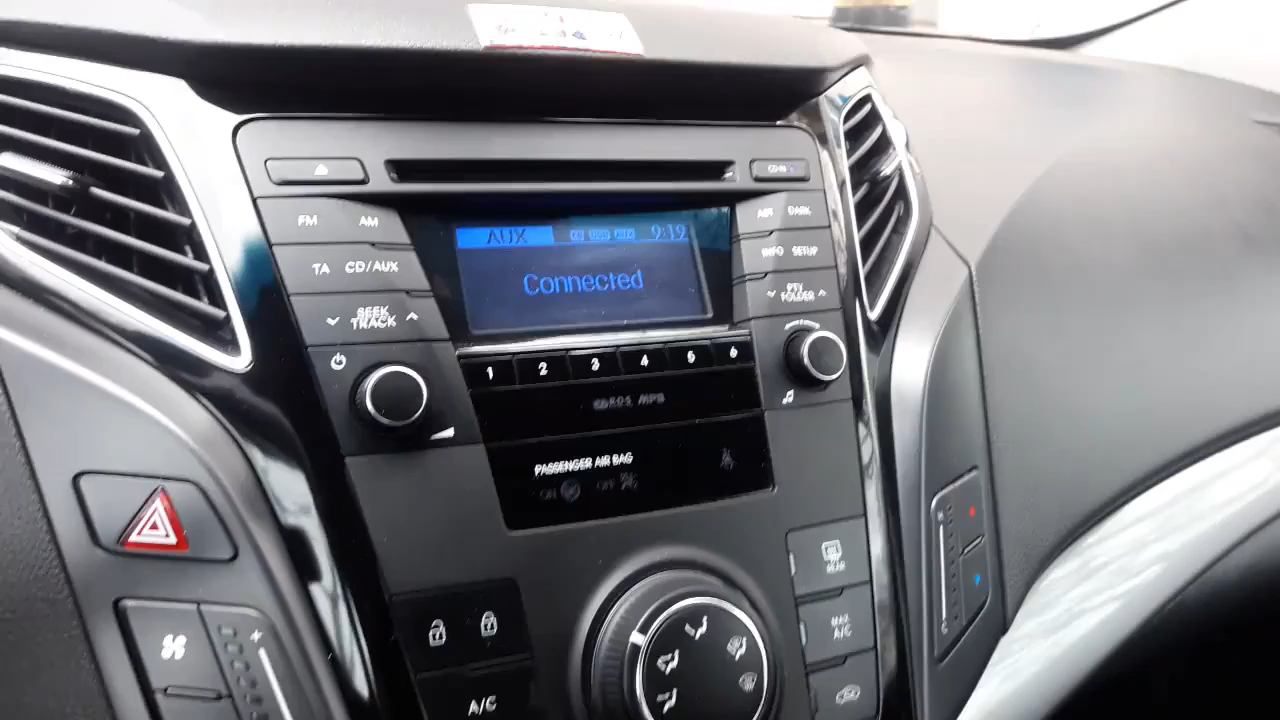 CD-IN
FM AM
AST DARK
AUX 9:19
TA CD/AUX
INFO SETUP
Connected
SEEK
TRACK
PTY
FOLDER
1 2 3 4 5 6
RDS MP3
PASSENGER AIR BAG
ON OFF
REAR
MAX
A/C
A/C